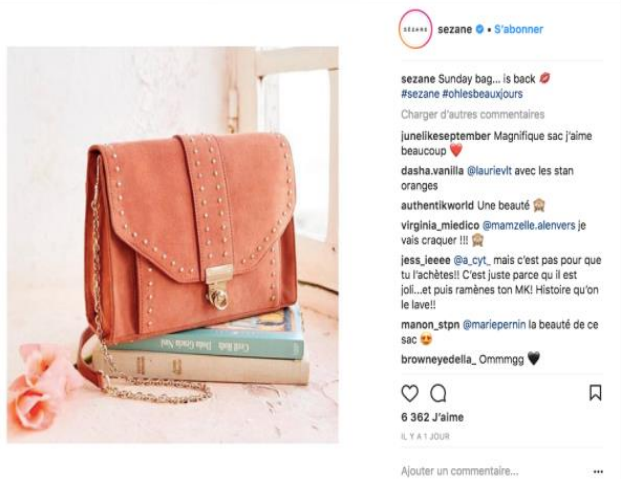 SÉZANE
sezane • S'abonner
sezane Sunday bag... is back
#sezane #ohlesbeauxjours
Charger d'autres commentaires
junelikeseptember Magnifique sac j'aime
beaucoup
dasha.vanilla @laurievlt avec les stan
oranges
authentikworld Une beauté
virginia_miedico @mamzelle.alenvers je
vais craquer !!!
jess_ieeee @a_cyt_ mais c'est pas pour que
tu l'achètes!! C'est juste parce qu il est
joli...et puis ramènes ton MK! Histoire qu'on
le lave!!
manon_stpn @mariepernin la beauté de ce
sac
browneyedella_ Ommmgg
6 362 J'aime
IL Y A 1 JOUR
Ajouter un commentaire...